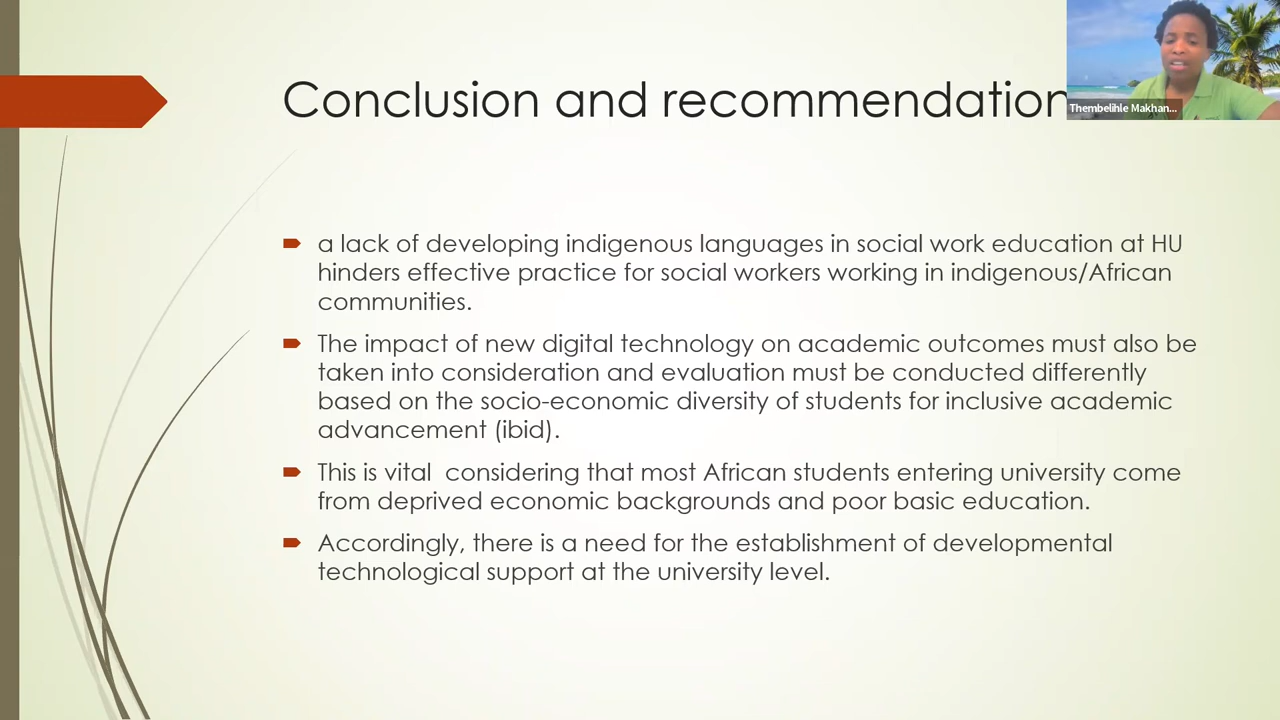 Conclusion and recommendation
Thembelihle Makhan...
a lack of developing indigenous languages in social work education at HU
hinders effective practice for social workers working in indigenous/African
communities.
The impact of new digital technology on academic outcomes must also be
taken into consideration and evaluation must be conducted differently
based on the socio-economic diversity of students for inclusive academic
advancement (ibid).
This is vital  considering that most African students entering university come
from deprived economic backgrounds and poor basic education.
Accordingly, there is a need for the establishment of developmental
technological support at the university level.